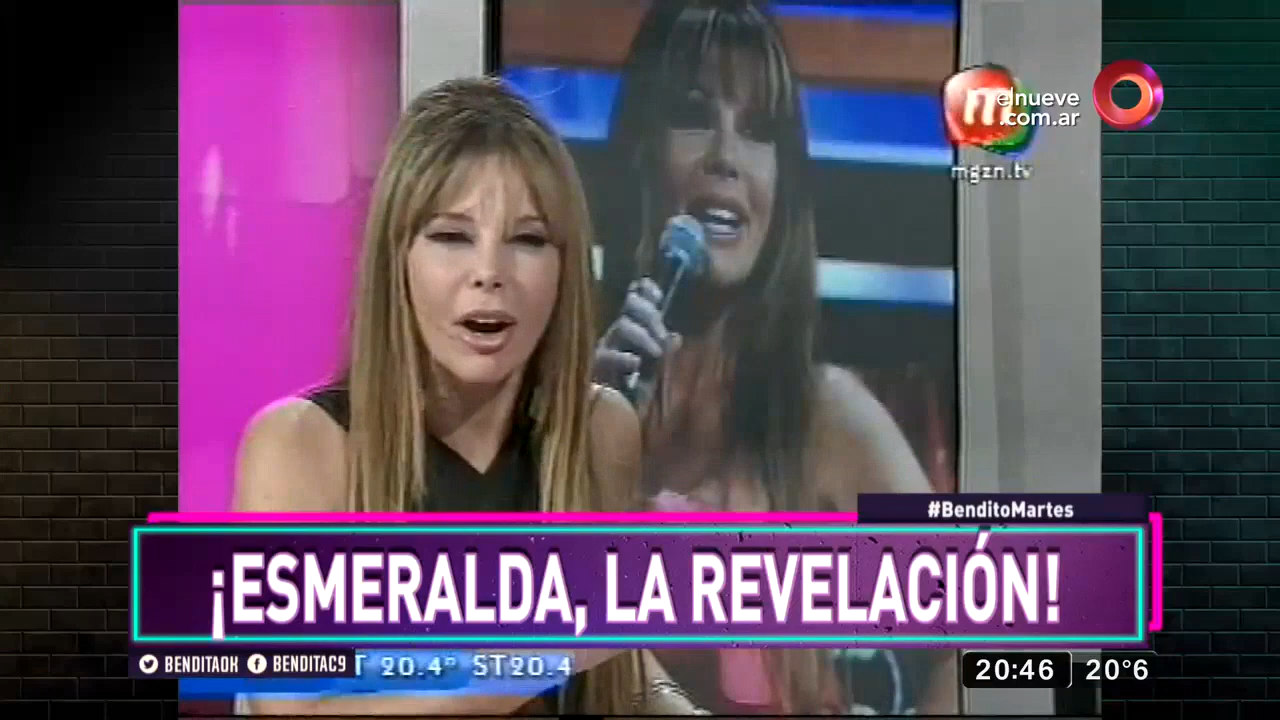 m
elnueve
.com.ar
mgzn.tv
#BenditoMartes
¡ESMERALDA, LA REVELACIÓN!
BENDITAOK BENDITAC9
T 20.4° ST20.4
20:46 20°6